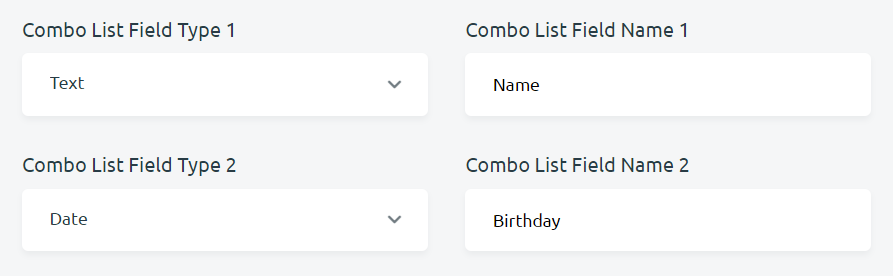 Combo List Field Type 1
Combo List Field Name 1
Text
Name
Combo List Field Type 2
Combo List Field Name 2
Date
Birthday